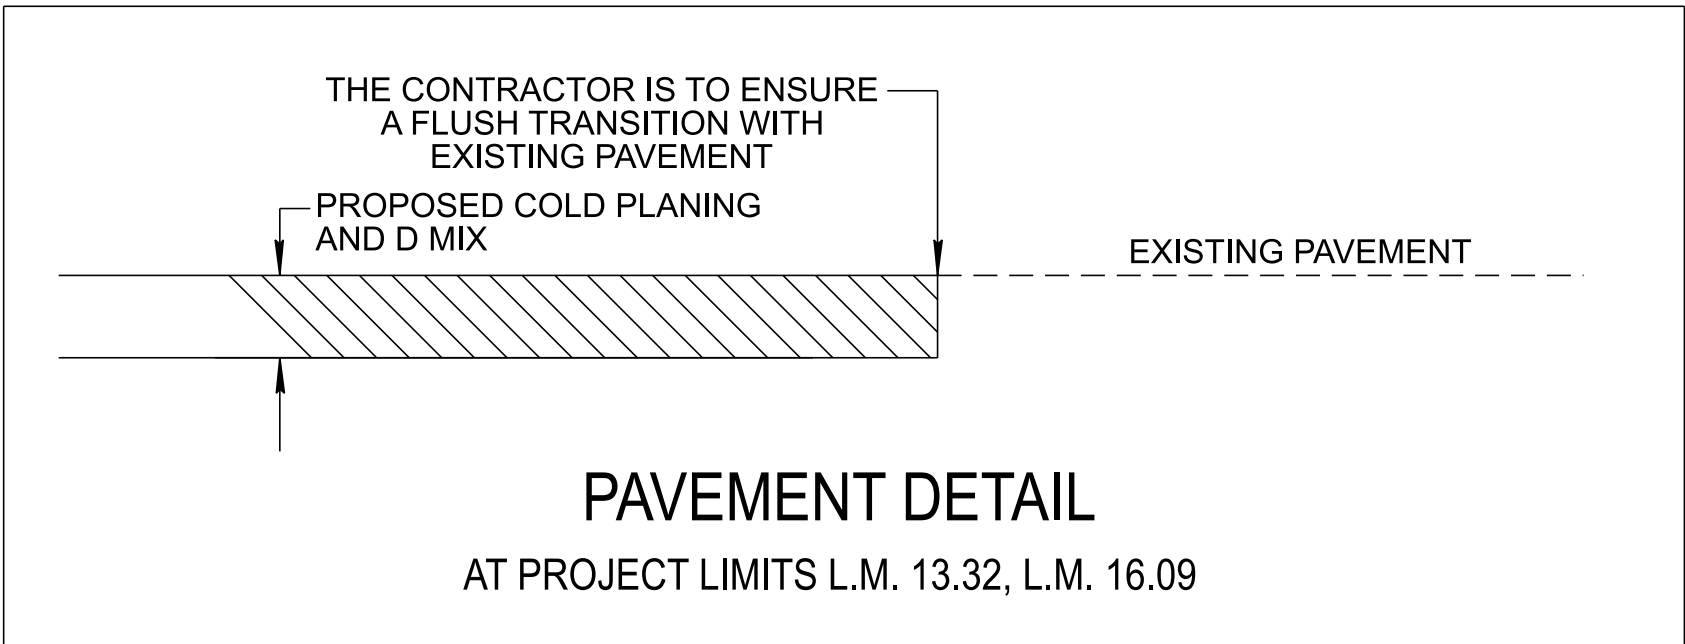 THE CONTRACTOR IS TO ENSURE
A FLUSH TRANSITION WITH
EXISTING PAVEMENT
PROPOSED COLD PLANING
AND D MIX
EXISTING PAVEMENT
PAVEMENT DETAIL
AT PROJECT LIMITS L.M. 13.32, L.M. 16.09